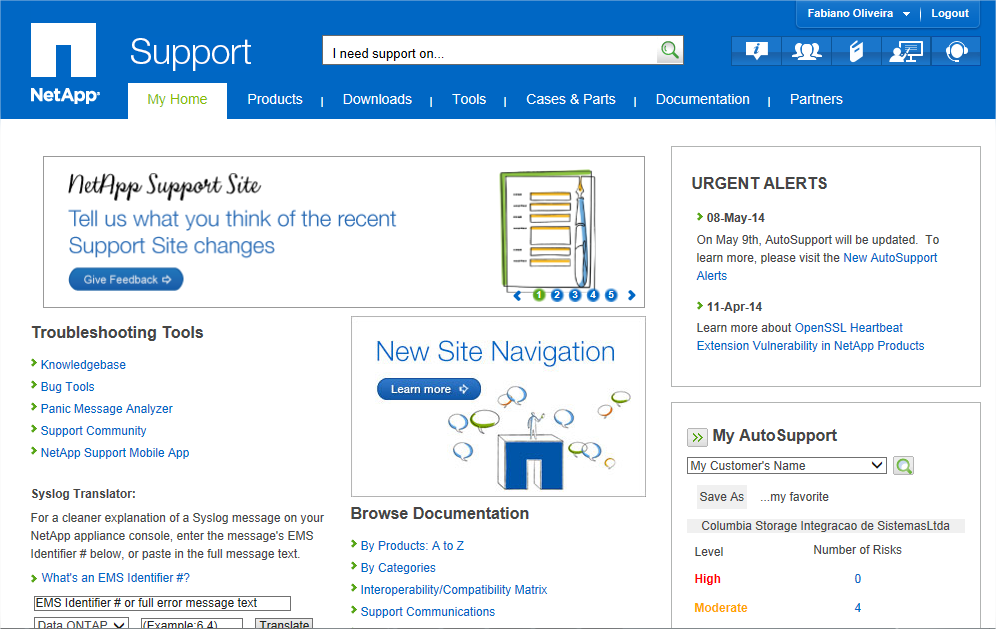 Fabiano Oliveira | Logout
NetApp
Support
I need support on...
My Home
Products | Downloads | Tools | Cases & Parts | Documentation | Partners
NetApp Support Site
Tell us what you think of the recent
Support Site changes
Give Feedback
1 2 3 4 5
Troubleshooting Tools
Knowledgebase
Bug Tools
Panic Message Analyzer
Support Community
NetApp Support Mobile App
Syslog Translator:
For a cleaner explanation of a Syslog message on your
NetApp appliance console, enter the message's EMS
Identifier # below, or paste in the full message text.
What's an EMS Identifier #?
EMS Identifier # or full error message text
Data ONTAP (Example:6.4) Translate
New Site Navigation
Learn more
Browse Documentation
By Products: A to Z
By Categories
Interoperability/Compatibility Matrix
Support Communications
URGENT ALERTS
08-May-14
On May 9th, AutoSupport will be updated. To
learn more, please visit the New AutoSupport
Alerts
11-Apr-14
Learn more about OpenSSL Heartbeat
Extension Vulnerability in NetApp Products
My AutoSupport
My Customer's Name
Save As ...my favorite
Columbia Storage Integracao de SistemasLtda
Level Number of Risks
High 0
Moderate 4